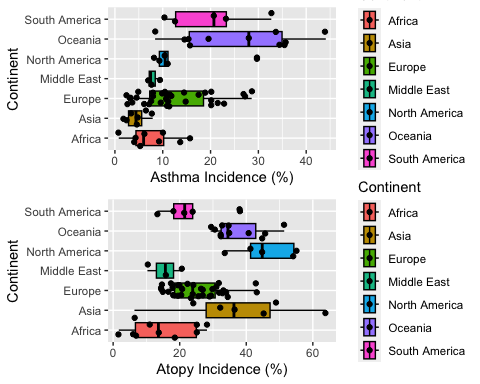 Continent
South America
Oceania
North America
Middle East
Europe
Asia
Africa
0 10 20 30 40
Asthma Incidence (%)
Africa
Asia
Europe
Middle East
North America
Oceania
South America
Continent
South America
Oceania
North America
Middle East
Europe
Asia
Africa
0 20 40 60
Atopy Incidence (%)
Continent
Africa
Asia
Europe
Middle East
North America
Oceania
South America